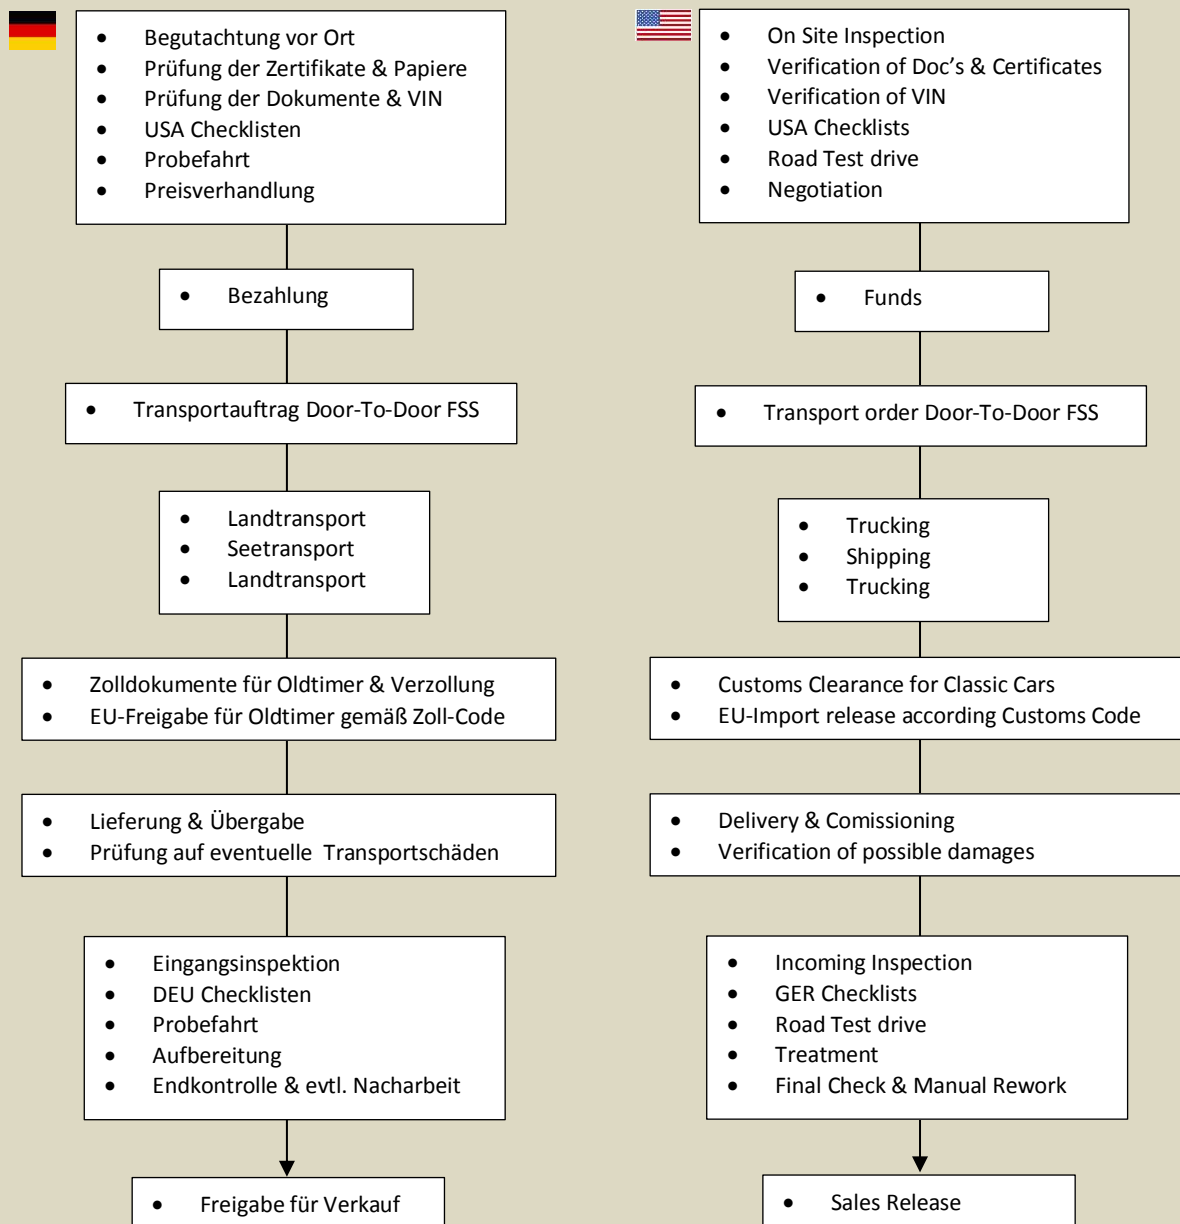 Begutachtung vor Ort
Prüfung der Zertifikate & Papiere
Prüfung der Dokumente & VIN
USA Checklisten
Probefahrt
Preisverhandlung
Bezahlung
Transportauftrag Door-To-Door FSS
Landtransport
Seetransport
Landtransport
Zolldokumente für Oldtimer & Verzollung
EU-Freigabe für Oldtimer gemäß Zoll-Code
Lieferung & Übergabe
Prüfung auf eventuelle Transportschäden
Eingangsinspektion
DEU Checklisten
Probefahrt
Aufbereitung
Endkontrolle & evtl. Nacharbeit
Freigabe für Verkauf
On Site Inspection
Verification of Doc's & Certificates
Verification of VIN
USA Checklists
Road Test drive
Negotiation
Funds
Transport order Door-To-Door FSS
Trucking
Shipping
Trucking
Customs Clearance for Classic Cars
EU-Import release according Customs Code
Delivery & Comissioning
Verification of possible damages
Incoming Inspection
GER Checklists
Road Test drive
Treatment
Final Check & Manual Rework
Sales Release